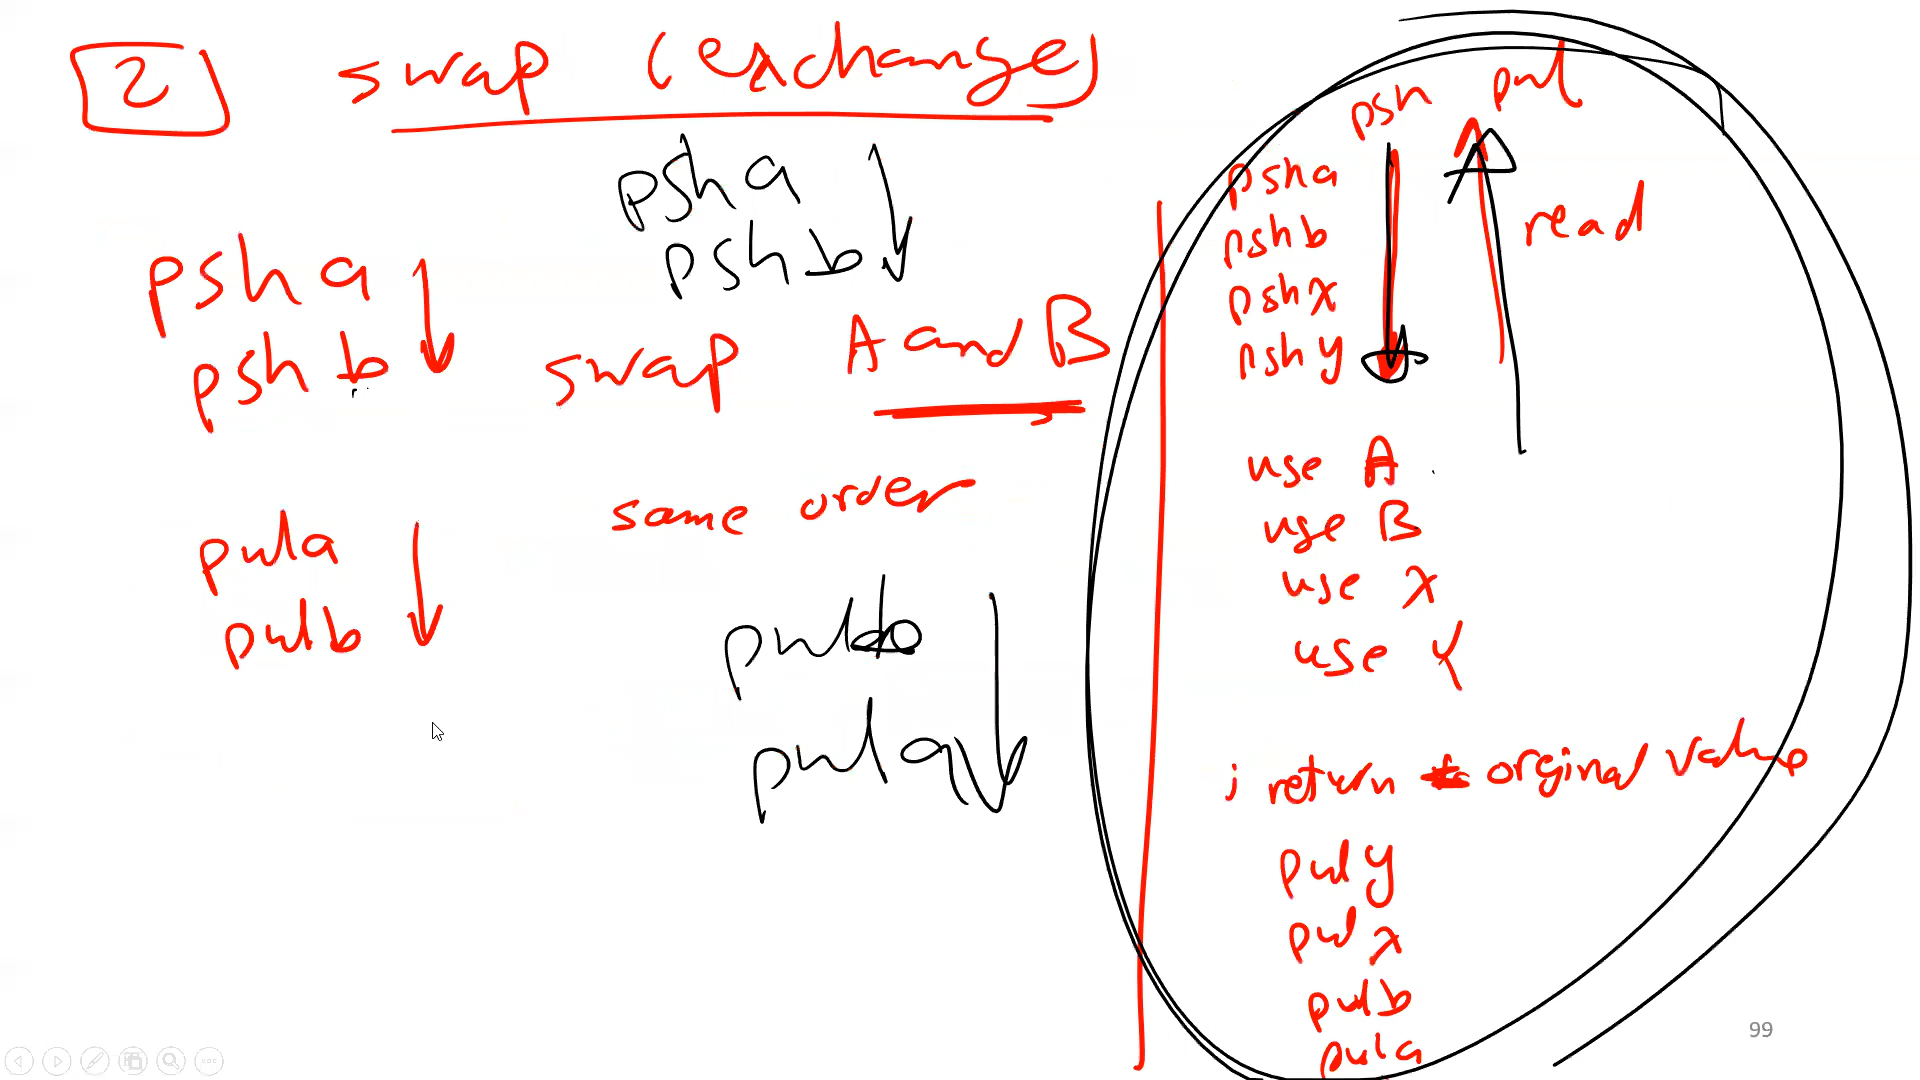 2 swap (exchange)
psha
pshb
psha
pshb
swap A and B
same order
pula
pulb
pulb
pula
psh pul
psha
pshb
pshx
pshy
read
use A
use B
use X
use Y
; return orginal value
puly
pulx
pulb
pula
99